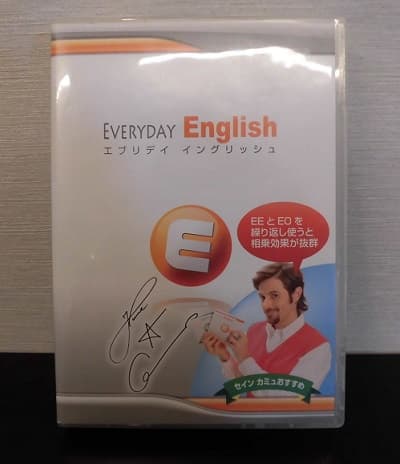 EVERYDAY English
エブリデイ イングリッシュ
E
EEとEOを
繰り返し使うと
相乗効果が抜群
セイン カミュおすすめ